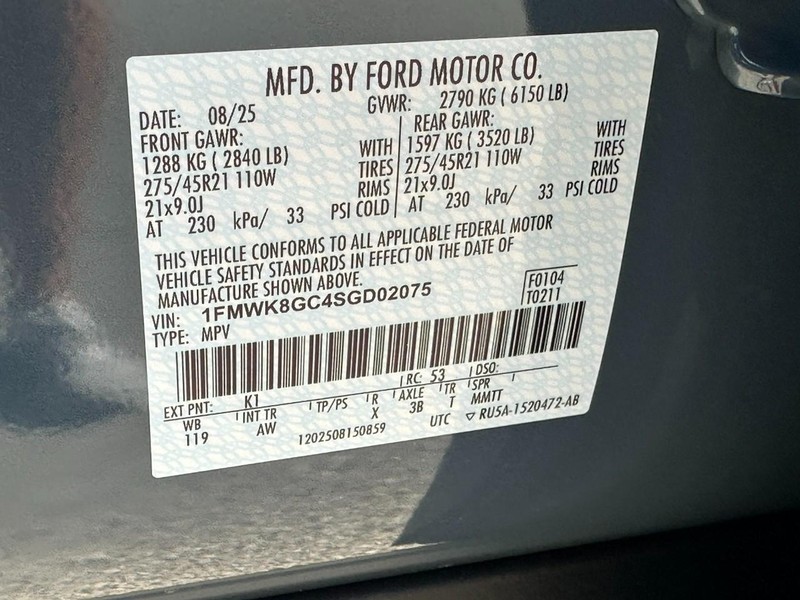 MFD. BY FORD MOTOR CO.
DATE: 08/25 GVWR: 2790 KG ( 6150 LB)
FRONT GAWR: REAR GAWR:
1288 KG ( 2840 LB) WITH 1597 KG ( 3520 LB) WITH
275/45R21 110W TIRES 275/45R21 110W TIRES
21x9.0J RIMS 21x9.0J RIMS
AT 230 kPa/ 33 PSI COLD AT 230 kPa/ 33 PSI COLD
THIS VEHICLE CONFORMS TO ALL APPLICABLE FEDERAL MOTOR
VEHICLE SAFETY STANDARDS IN EFFECT ON THE DATE OF
MANUFACTURE SHOWN ABOVE.
VIN: 1FMWK8GC4SGD02075 F0104
TYPE: MPV T0211
EXT PNT: K1 RC: 53 DSO:
WB INT TR TP/PS R AXLE TR SPR
119 AW X 3B T MMTT
1202508150859 UTC ▽ RU5A-1520472-AB